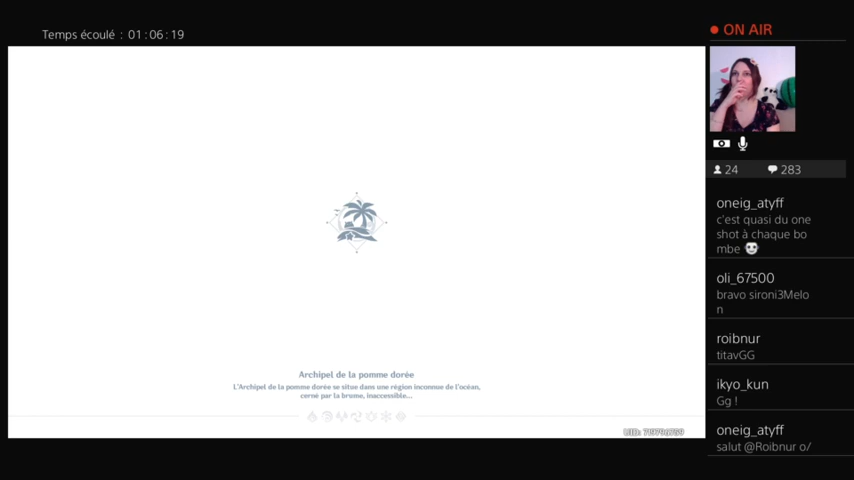 Temps écoulé : 01:06:19
ON AIR
24 283
oneig_atyff
c'est quasi du one
shot à chaque bo
mbe
oli_67500
bravo sironi3Melo
n
roibnur
titavGG
ikyo_kun
Gg !
oneig_atyff
salut @Roibnur o/
Archipel de la pomme dorée
L'Archipel de la pomme dorée se situe dans une région inconnue de l'océan,
cerné par la brume, inaccessible...
UID: 719796759